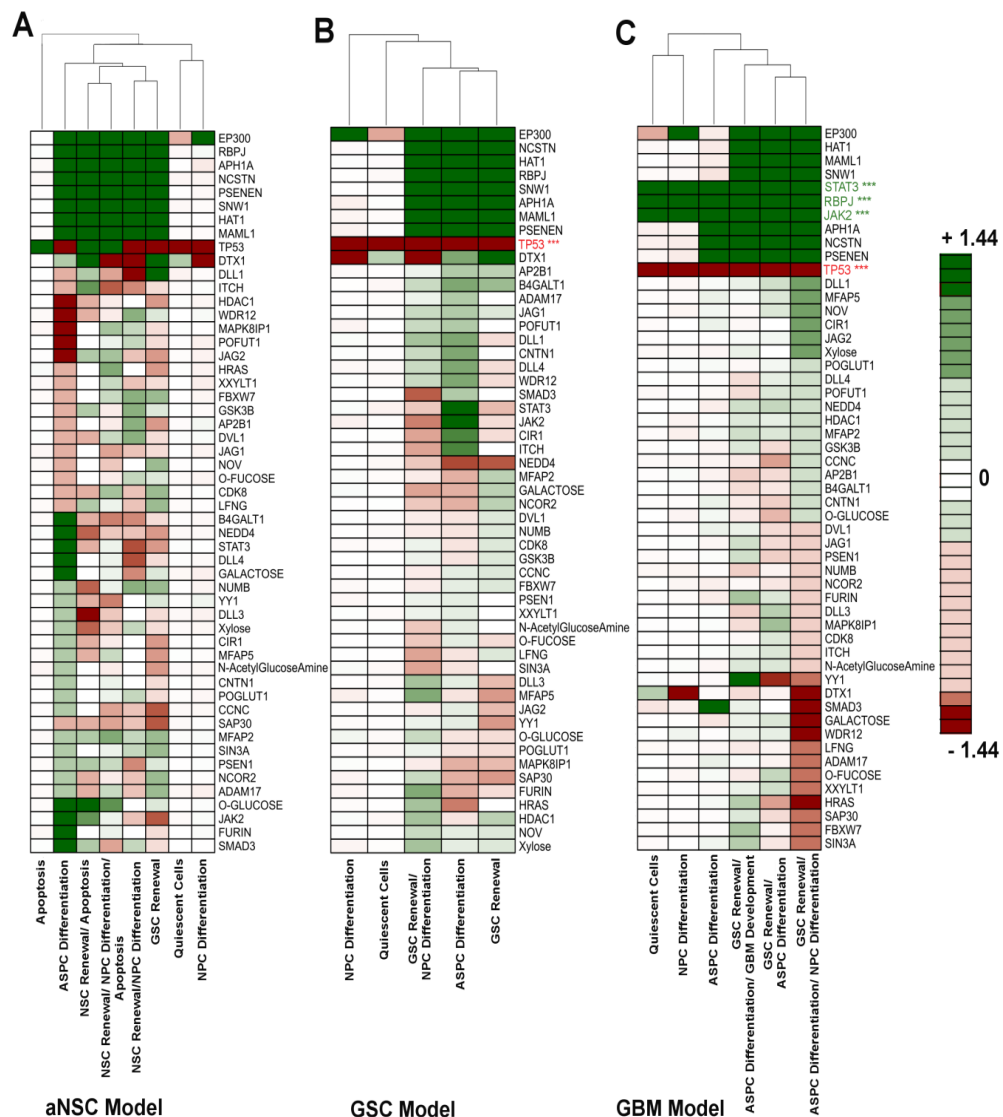 A
EP300
RBPJ
APH1A
NCSTN
PSENEN
SNW1
HAT1
MAML1
TP53
DTX1
DLL1
ITCH
HDAC1
WDR12
MAPK8IP1
POFUT1
JAG2
HRAS
XXYLT1
FBXW7
GSK3B
AP2B1
DVL1
JAG1
NOV
O-FUCOSE
CDK8
LFNG
B4GALT1
NEDD4
STAT3
DLL4
GALACTOSE
NUMB
YY1
DLL3
Xylose
CIR1
MFAP5
N-AcetylGlucoseAmine
CNTN1
POGLUT1
CCNC
SAP30
MFAP2
SIN3A
PSEN1
NCOR2
ADAM17
O-GLUCOSE
JAK2
FURIN
SMAD3
Apoptosis
ASPC Differentiation
NSC Renewal/ Apoptosis
NSC Renewal/ NPC Differentiation/
Apoptosis
NSC Renewal/NPC Differentiation
GSC Renewal
Quiescent Cells
NPC Differentiation
aNSC Model
B
EP300
NCSTN
HAT1
RBPJ
SNW1
APH1A
MAML1
PSENEN
TP53 ***
DTX1
AP2B1
B4GALT1
ADAM17
JAG1
POFUT1
DLL1
CNTN1
DLL4
WDR12
SMAD3
STAT3
JAK2
CIR1
ITCH
NEDD4
MFAP2
GALACTOSE
NCOR2
DVL1
NUMB
CDK8
GSK3B
CCNC
FBXW7
PSEN1
XXYLT1
N-AcetylGlucoseAmine
O-FUCOSE
LFNG
SIN3A
DLL3
MFAP5
JAG2
YY1
O-GLUCOSE
POGLUT1
MAPK8IP1
SAP30
FURIN
HRAS
HDAC1
NOV
Xylose
NPC Differentiation
Quiescent Cells
GSC Renewal/
NPC Differentiation
ASPC Differentiation
GSC Renewal
GSC Model
C
EP300
HAT1
MAML1
SNW1
STAT3 ***
RBPJ ***
JAK2 ***
APH1A
NCSTN
PSENEN
TP53 ***
DLL1
MFAP5
NOV
CIR1
JAG2
Xylose
POGLUT1
DLL4
POFUT1
NEDD4
HDAC1
MFAP2
GSK3B
CCNC
AP2B1
B4GALT1
CNTN1
O-GLUCOSE
DVL1
JAG1
PSEN1
NUMB
NCOR2
FURIN
DLL3
MAPK8IP1
CDK8
ITCH
N-AcetylGlucoseAmine
YY1
DTX1
SMAD3
GALACTOSE
WDR12
LFNG
ADAM17
O-FUCOSE
XXYLT1
HRAS
SAP30
FBXW7
SIN3A
Quiescent Cells
NPC Differentiation
ASPC Differentiation
GSC Renewal/
ASPC Differentiation/ GBM Development
GSC Renewal/
ASPC Differentiation
GSC Renewal/
ASPC Differentiation/ NPC Differentiation
GBM Model
+ 1.44
0
- 1.44